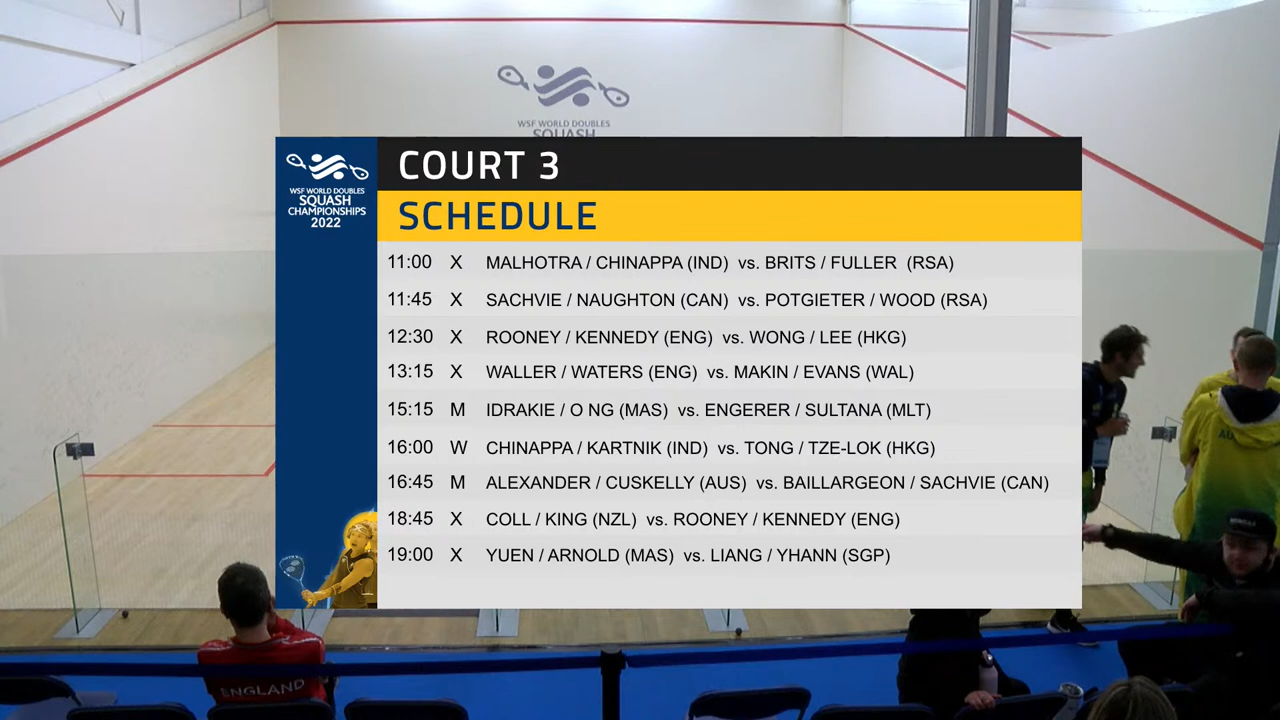 WSF WORLD DOUBLES
SQUASH
WSF WORLD DOUBLES
SQUASH
CHAMPIONSHIPS
2022
COURT 3
SCHEDULE
11:00 X MALHOTRA / CHINAPPA (IND) vs. BRITS / FULLER (RSA)
11:45 X SACHVIE / NAUGHTON (CAN) vs. POTGIETER / WOOD (RSA)
12:30 X ROONEY / KENNEDY (ENG) vs. WONG / LEE (HKG)
13:15 X WALLER / WATERS (ENG) vs. MAKIN / EVANS (WAL)
15:15 M IDRAKIE / O NG (MAS) vs. ENGERER / SULTANA (MLT)
16:00 W CHINAPPA / KARTNIK (IND) vs. TONG / TZE-LOK (HKG)
16:45 M ALEXANDER / CUSKELLY (AUS) vs. BAILLARGEON / SACHVIE (CAN)
18:45 X COLL / KING (NZL) vs. ROONEY / KENNEDY (ENG)
19:00 X YUEN / ARNOLD (MAS) vs. LIANG / YHANN (SGP)
ENGLAND